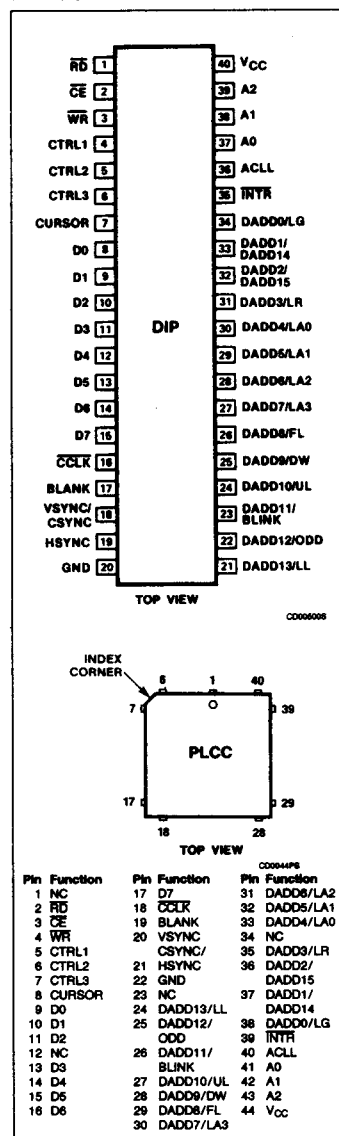 RD 1 40 VCC
CE 2 39 A2
WR 3 38 A1
CTRL1 4 37 A0
CTRL2 5 36 ACLL
CTRL3 6 35 INTR
CURSOR 7 34 DADD0/LG
D0 8 33 DADD1/
DADD14
D1 9 32 DADD2/
DADD15
D2 10 31 DADD3/LR
D3 11 DIP 30 DADD4/LA0
D4 12 29 DADD5/LA1
D5 13 28 DADD6/LA2
D6 14 27 DADD7/LA3
D7 15 26 DADD8/FL
CCLK 16 25 DADD9/DW
BLANK 17 24 DADD10/UL
VSYNC/
CSYNC 18 23 DADD11/
BLINK
HSYNC 19 22 DADD12/ODD
GND 20 21 DADD13/LL
TOP VIEW
CD00500S
INDEX
CORNER
6 1 40
7 39
PLCC
17 29
18 28
TOP VIEW
CD0044PS
Pin Function
1 NC
2 RD
3 CE
4 WR
5 CTRL1
6 CTRL2
7 CTRL3
8 CURSOR
9 D0
10 D1
11 D2
12 NC
13 D3
14 D4
15 D5
16 D6
Pin Function
17 D7
18 CCLK
19 BLANK
20 VSYNC
CSYNC/
21 HSYNC
22 GND
23 NC
24 DADD13/LL
25 DADD12/
ODD
26 DADD11/
BLINK
27 DADD10/UL
28 DADD9/DW
29 DADD8/FL
30 DADD7/LA3
Pin Function
31 DADD6/LA2
32 DADD5/LA1
33 DADD4/LA0
34 NC
35 DADD3/LR
36 DADD2/
DADD15
37 DADD1/
DADD14
38 DADD0/LG
39 INTR
40 ACLL
41 A0
42 A1
43 A2
44 VCC